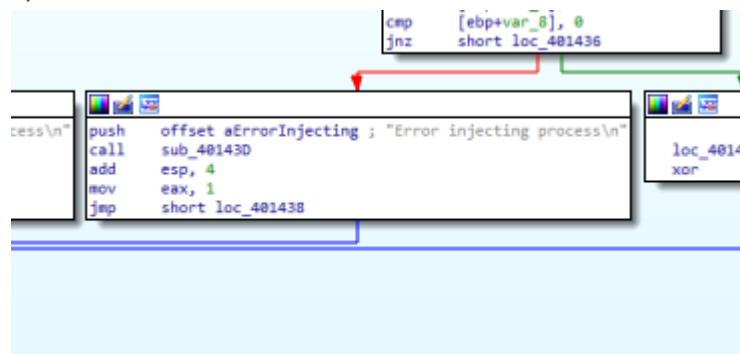 cmp [ebp+var_8], 0
jnz short loc_401436
cess\n"
push offset aErrorInjecting ; "Error injecting process\n"
call sub_40143D
add esp, 4
mov eax, 1
jmp short loc_401438
loc_4014
xor